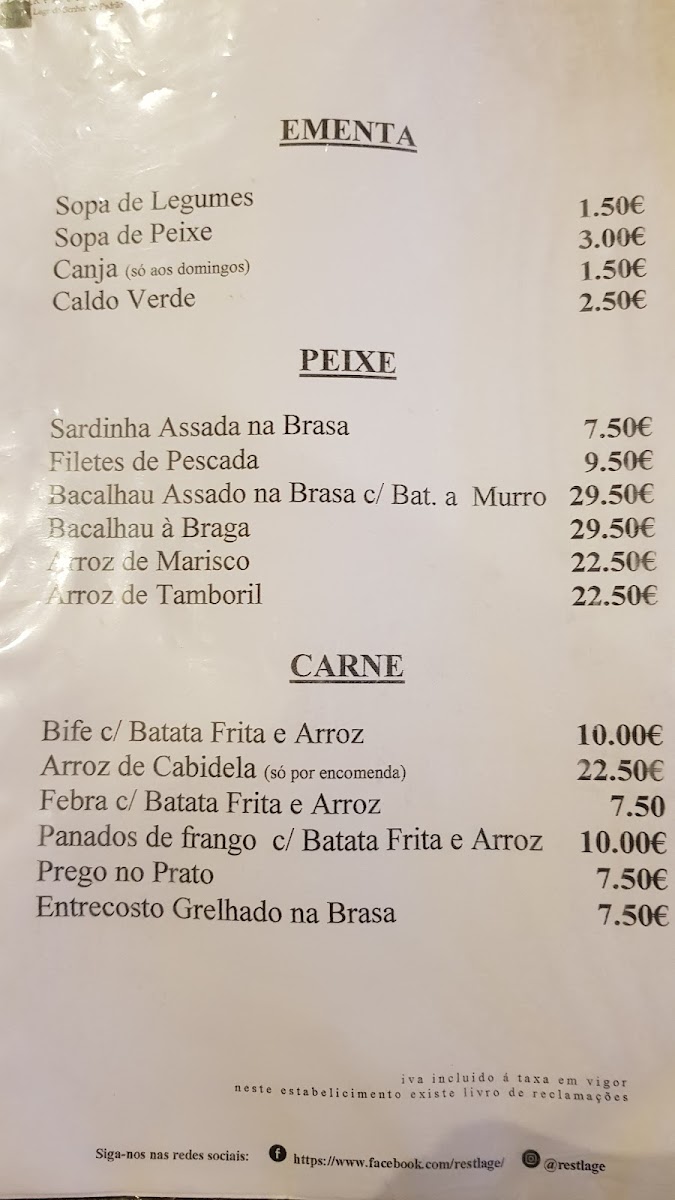 EMENTA
Sopa de Legumes 1.50€
Sopa de Peixe 3.00€
Canja (só aos domingos) 1.50€
Caldo Verde 2.50€
PEIXE
Sardinha Assada na Brasa 7.50€
Filetes de Pescada 9.50€
Bacalhau Assado na Brasa c/ Bat. a Murro 29.50€
Bacalhau à Braga 29.50€
Arroz de Marisco 22.50€
Arroz de Tamboril 22.50€
CARNE
Bife c/ Batata Frita e Arroz 10.00€
Arroz de Cabidela (só por encomenda) 22.50€
Febra c/ Batata Frita e Arroz 7.50
Panados de frango c/ Batata Frita e Arroz 10.00€
Prego no Prato 7.50€
Entrecosto Grelhado na Brasa 7.50€
iva incluido á taxa em vigor
neste estabelicimento existe livro de reclamações
Siga-nos nas redes sociais: https://www.facebook.com/restlage/ @restlage